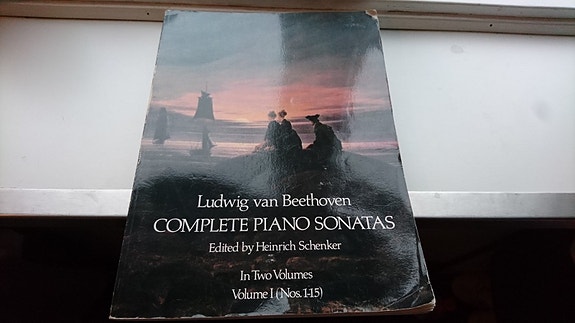 Ludwig van Beethoven
COMPLETE PIANO SONATAS
Edited by Heinrich Schenker
In Two Volumes
Volume I (Nos. 1-15)